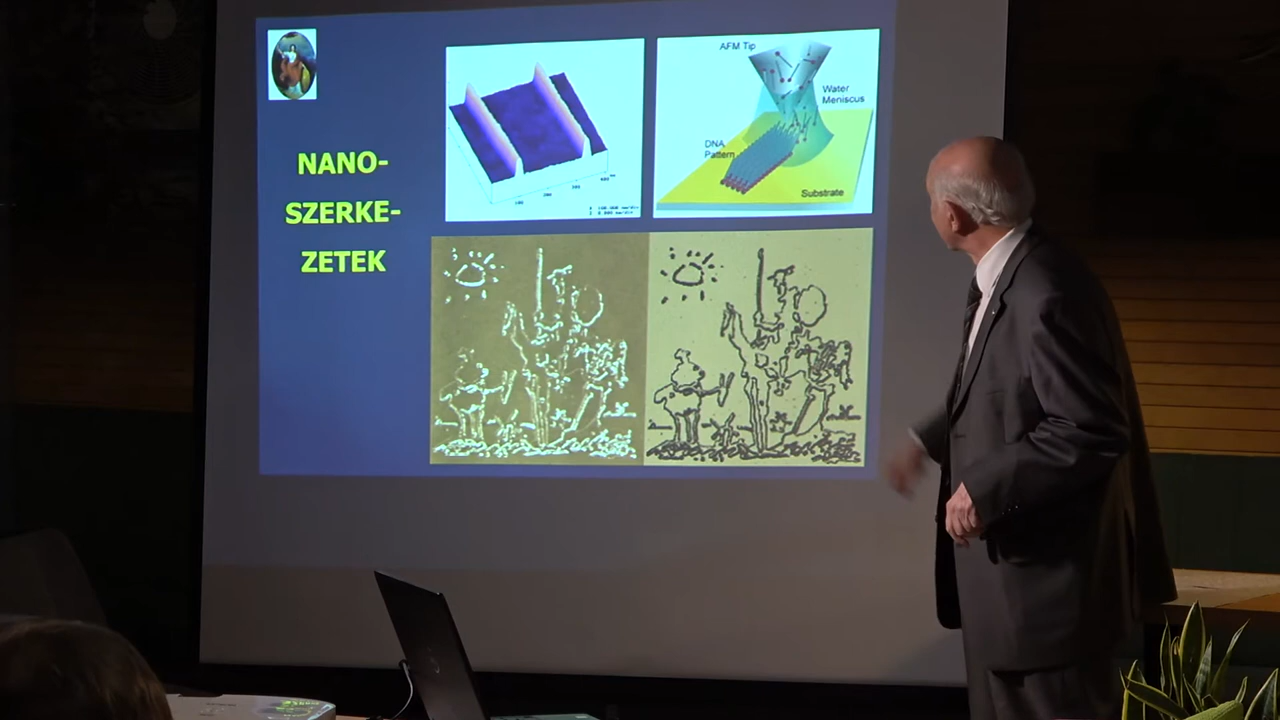 NANO-
SZERKE-
ZETEK
AFM Tip
Water
Meniscus
DNA
Pattern
Substrate